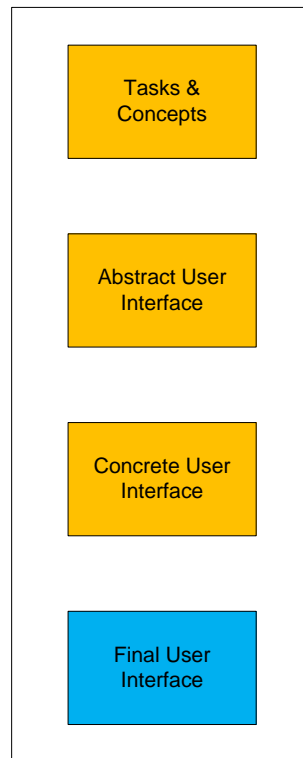 Tasks &
Concepts
Abstract User
Interface
Concrete User
Interface
Final User
Interface